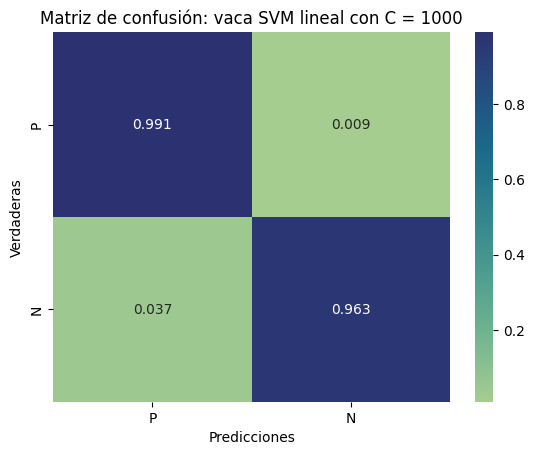 Matriz de confusión: vaca SVM lineal con C = 1000
Verdaderas
P
0.991
0.009
N
0.037
0.963
P
N
Predicciones
0.8
0.6
0.4
0.2